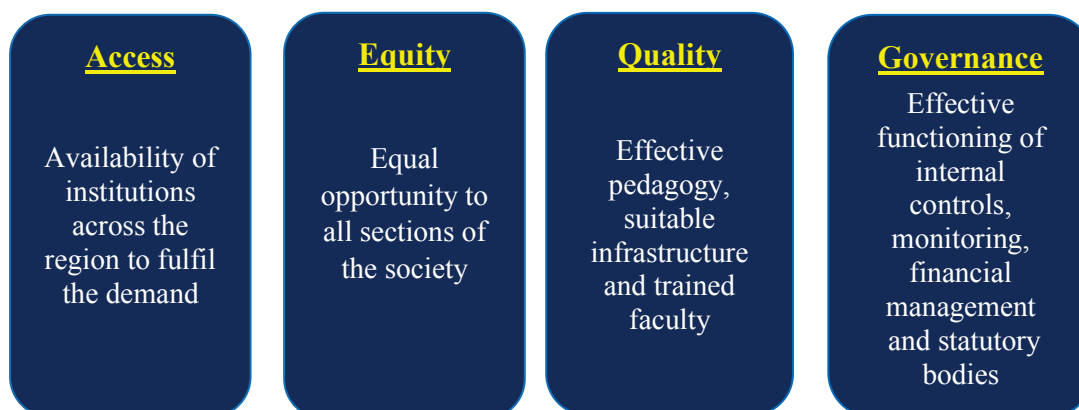 Access
Availability of
institutions
across the
region to fulfil
the demand
Equity
Equal
opportunity to
all sections of
the society
Quality
Effective
pedagogy,
suitable
infrastructure
and trained
faculty
Governance
Effective
functioning of
internal
controls,
monitoring,
financial
management
and statutory
bodies